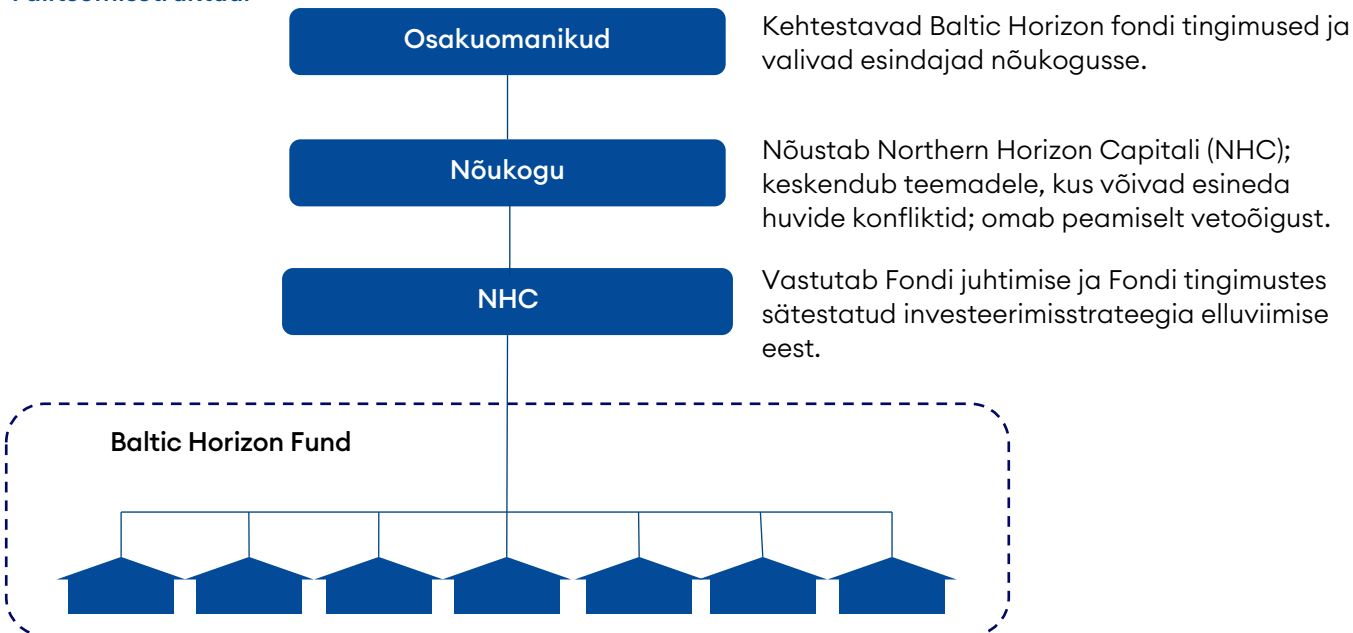 Osakuomanikud
Kehtestavad Baltic Horizon fondi tingimused ja
valivad esindajad nõukogusse.
Nõukogu
Nõustab Northern Horizon Capitali (NHC);
keskendub teemadele, kus võivad esineda
huvide konfliktid; omab peamiselt vetoõigust.
NHC
Vastutab Fondi juhtimise ja Fondi tingimustes
sätestatud investeerimisstrateegia elluviimise
eest.
Baltic Horizon Fund